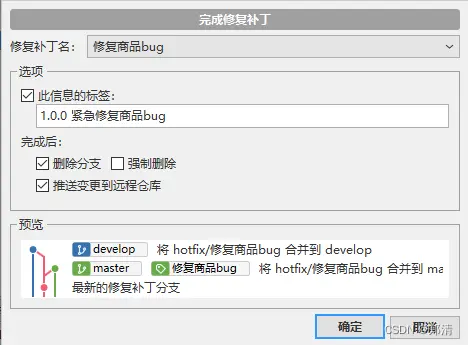 完成修复补丁
修复补丁名： 修复商品bug
选项
此信息的标签：
1.0.0 紧急修复商品bug
完成后：
删除分支 强制删除
推送变更到远程仓库
预览
develop 将 hotfix/修复商品bug 合并到 develop
master 修复商品bug 将 hotfix/修复商品bug 合并到 ma
最新的修复补丁分支
确定 取消